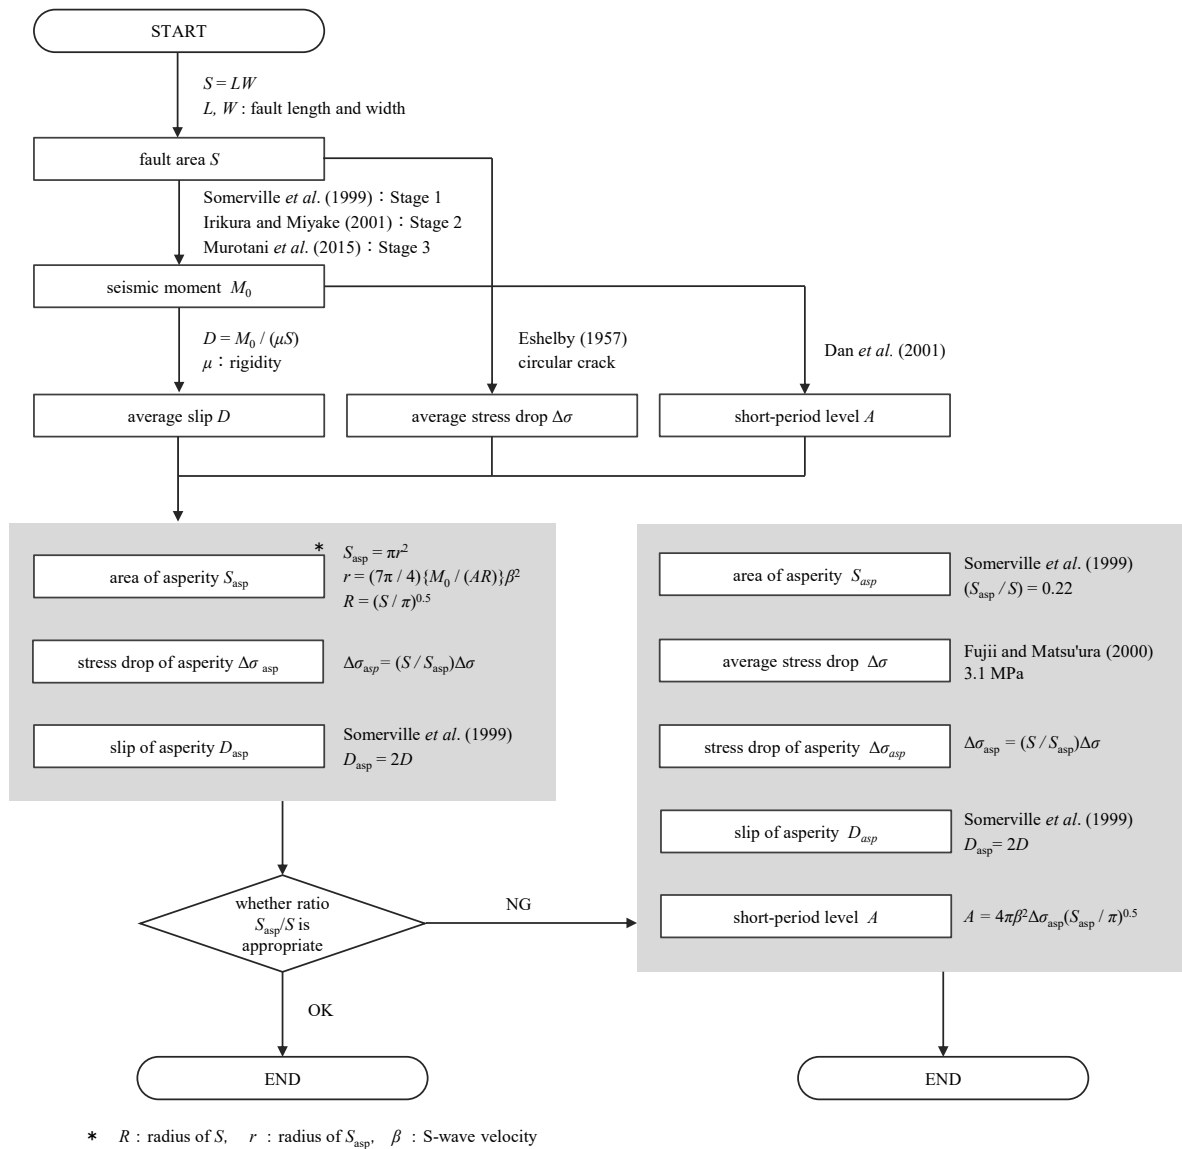 START
S = LW
L, W : fault length and width
fault area S
Somerville et al. (1999)：Stage 1
Irikura and Miyake (2001)：Stage 2
Murotani et al. (2015)：Stage 3
seismic moment M₀
D = M₀ / (μS)
μ：rigidity
Eshelby (1957)
circular crack
Dan et al. (2001)
average slip D
average stress drop Δσ
short-period level A
area of asperity Sasp
*
Sasp = πr²
r = (7π / 4){M₀ / (AR)}β²
R = (S / π)^0.5
stress drop of asperity Δσ asp
Δσasp= (S / Sasp)Δσ
slip of asperity Dasp
Somerville et al. (1999)
Dasp = 2D
area of asperity Sasp
Somerville et al. (1999)
(Sasp / S) = 0.22
average stress drop Δσ
Fujii and Matsu'ura (2000)
3.1 MPa
stress drop of asperity Δσasp
Δσasp = (S / Sasp)Δσ
slip of asperity Dasp
Somerville et al. (1999)
Dasp= 2D
short-period level A
A = 4πβ²Δσasp(Sasp / π)^0.5
whether ratio
Sasp/S is
appropriate
NG
OK
END
END
* R : radius of S, r : radius of Sasp, β : S-wave velocity